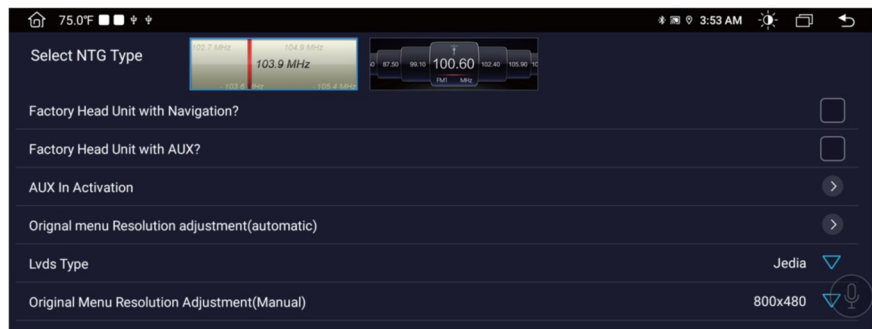 75.0°F
3:53 AM
Select NTG Type
102.7 MHz 104.9 MHz
103.9 MHz
103.6 MHz 105.4 MHz
87.50 99.10 100.60 102.40 105.90
FM1 MHz
Factory Head Unit with Navigation?
Factory Head Unit with AUX?
AUX In Activation
Orignal menu Resolution adjustment(automatic)
Lvds Type Jedia
Original Menu Resolution Adjustment(Manual) 800x480